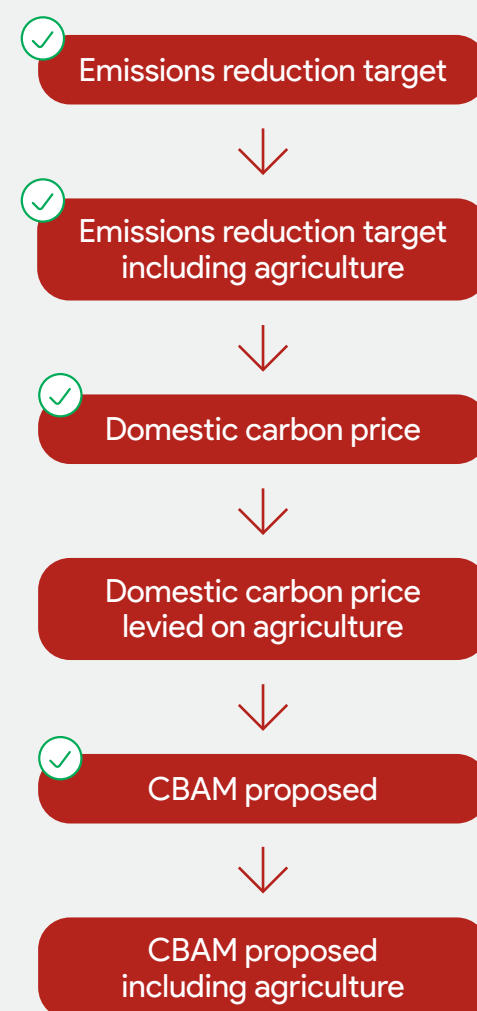 Emissions reduction target
Emissions reduction target
including agriculture
Domestic carbon price
Domestic carbon price
levied on agriculture
CBAM proposed
CBAM proposed
including agriculture